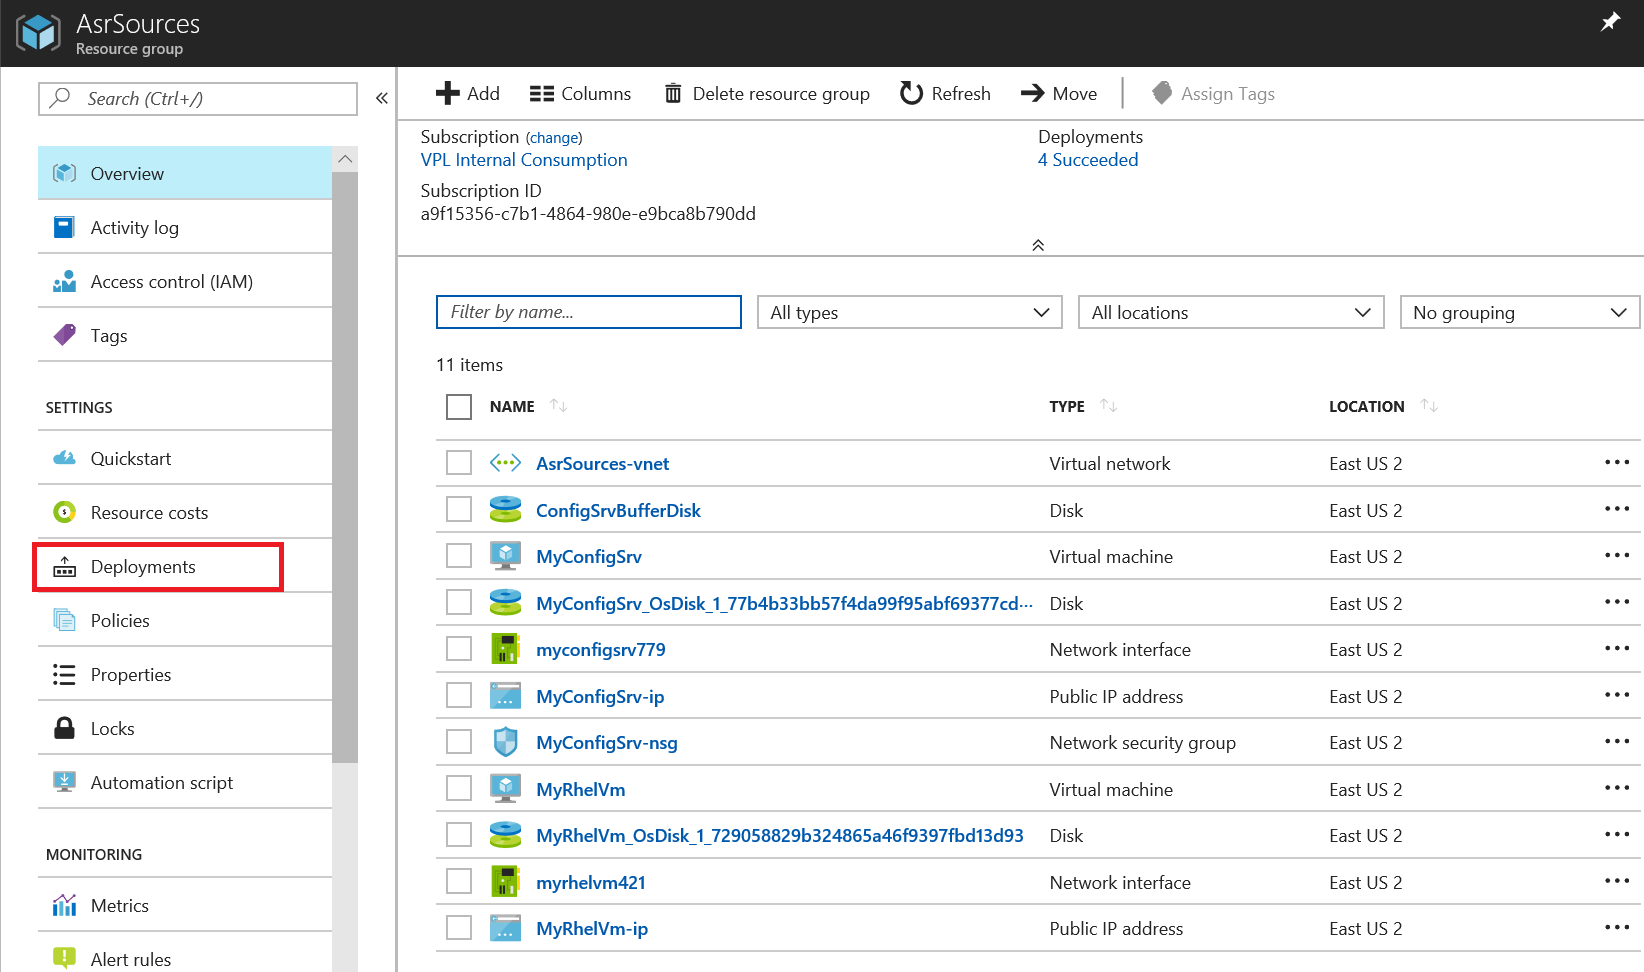 AsrSources
Resource group
Search (Ctrl+/)
Overview
Activity log
Access control (IAM)
Tags
SETTINGS
Quickstart
Resource costs
Deployments
Policies
Properties
Locks
Automation script
MONITORING
Metrics
Alert rules
Add Columns Delete resource group Refresh Move Assign Tags
Subscription (change)
VPL Internal Consumption
Subscription ID
a9f15356-c7b1-4864-980e-e9bca8b790dd
Deployments
4 Succeeded
Filter by name... All types All locations No grouping
11 items
NAME TYPE LOCATION
AsrSources-vnet Virtual network East US 2
ConfigSrvBufferDisk Disk East US 2
MyConfigSrv Virtual machine East US 2
MyConfigSrv_OsDisk_1_77b4b33bb57f4da99f95abf69377cd... Disk East US 2
myconfigsrv779 Network interface East US 2
MyConfigSrv-ip Public IP address East US 2
MyConfigSrv-nsg Network security group East US 2
MyRhelVm Virtual machine East US 2
MyRhelVm_OsDisk_1_729058829b324865a46f9397fbd13d93 Disk East US 2
myrhelvm421 Network interface East US 2
MyRhelVm-ip Public IP address East US 2